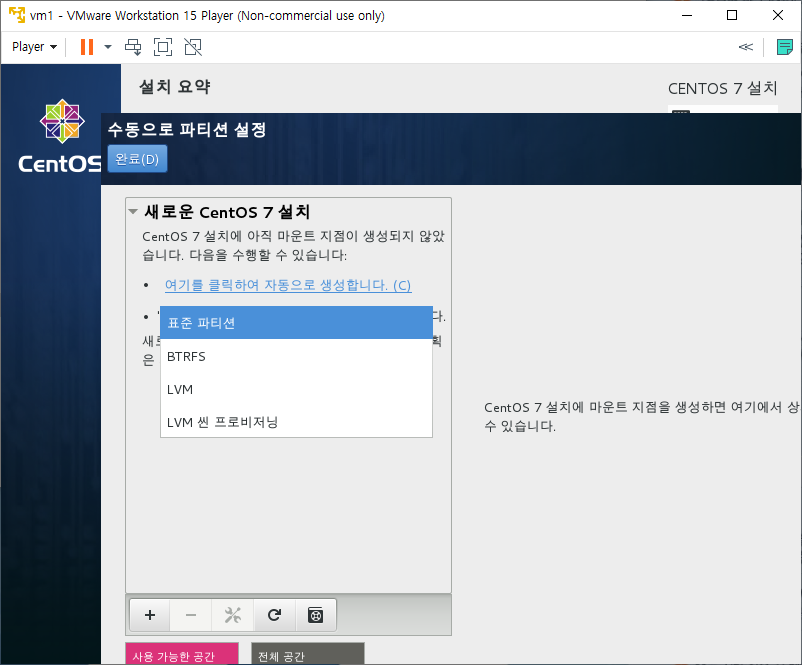 vm1 - VMware Workstation 15 Player (Non-commercial use only)
Player
설치 요약
CENTOS 7 설치
CentOS
수동으로 파티션 설정
완료(D)
새로운 CentOS 7 설치
CentOS 7 설치에 아직 마운트 지점이 생성되지 않았
습니다. 다음을 수행할 수 있습니다:
• 여기를 클릭하여 자동으로 생성합니다. (C)
• 다.
표준 파티션
새로 획
은
BTRFS
LVM
LVM 씬 프로비저닝
CentOS 7 설치에 마운트 지점을 생성하면 여기에서 상
수 있습니다.
사용 가능한 공간
전체 공간